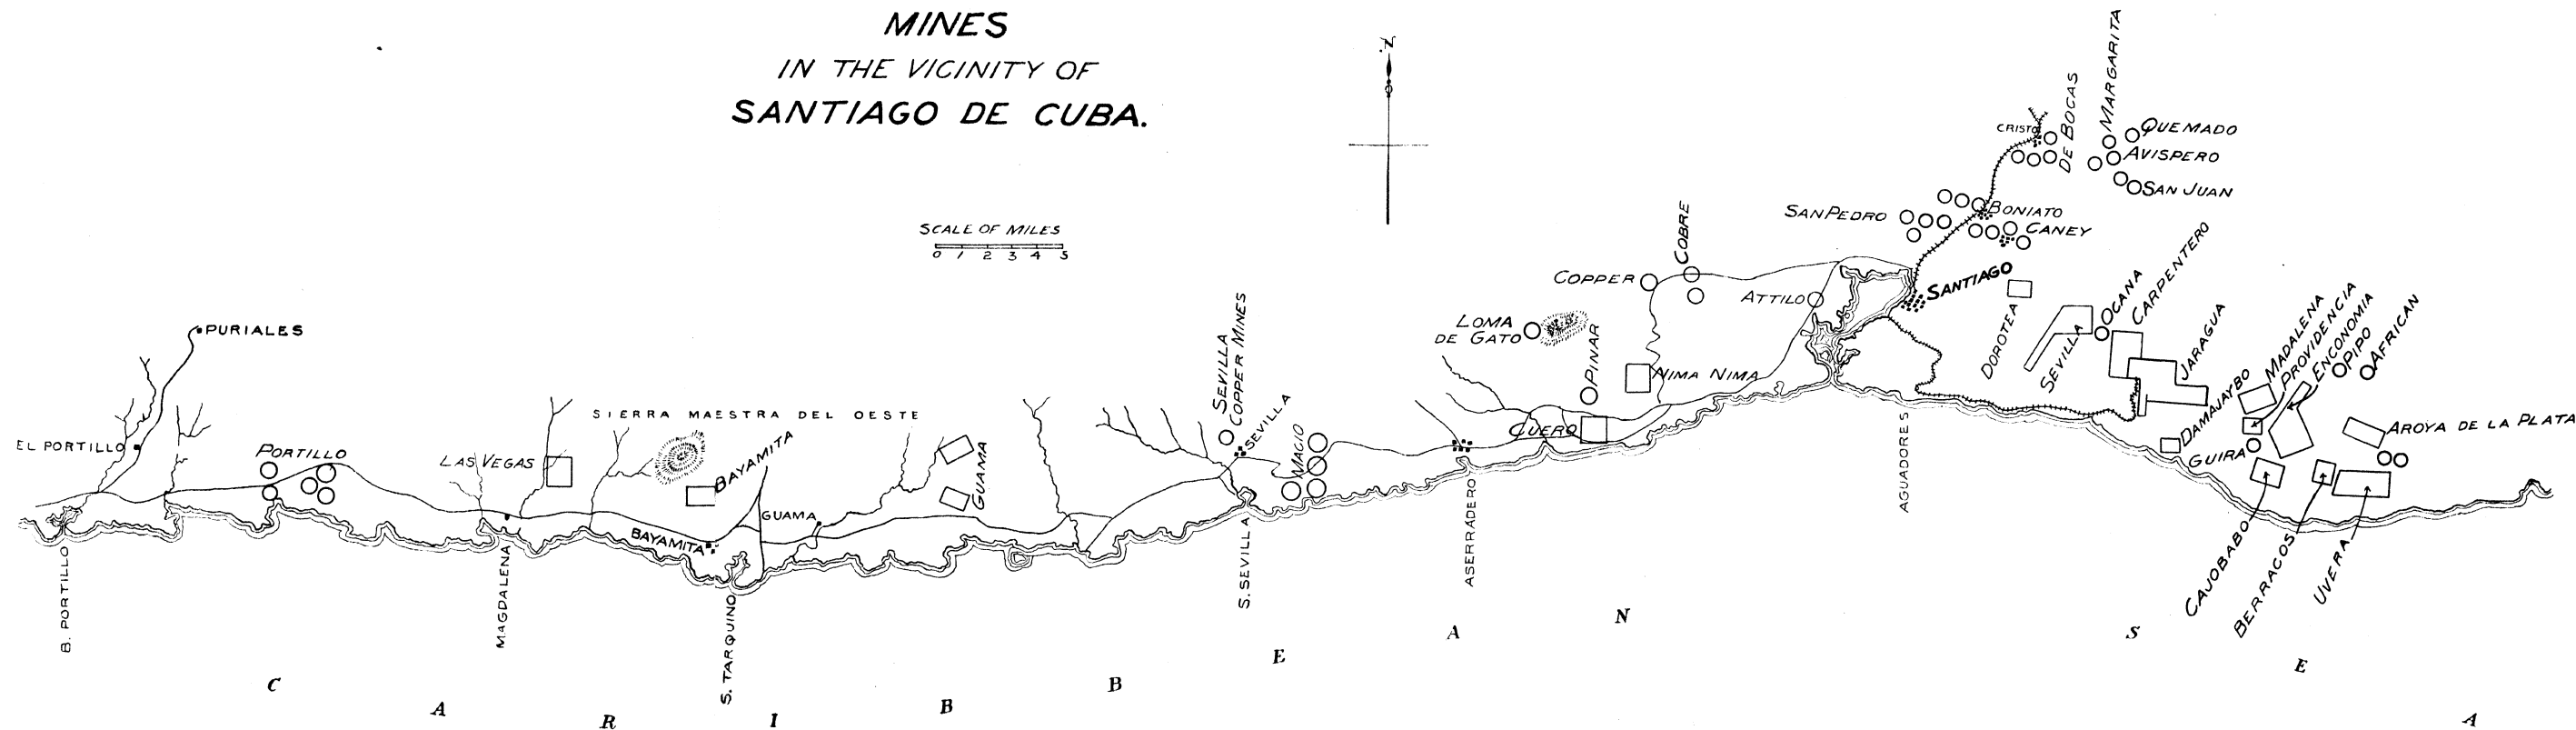 MINES
IN THE VICINITY OF
SANTIAGO DE CUBA.
N.
SCALE OF MILES
0 1 2 3 4 5
PURIALES
EL PORTILLO
B. PORTILLO
PORTILLO
LAS VEGAS
MAGDALENA
SIERRA MAESTRA DEL OESTE
BAYAMITA
BAYAMITA
S. TARQUINO
GUAMA
GUAMA
SEVILLA
COPPER MINES
SEVILLA
S. SEVILLA
MAGIO
ASERRADERO
LOMA
DE GATO
PINAR
CUERO
NIMA NIMA
COPPER
COBRE
ATTILO
SANTIAGO
AGUADORES
SAN PEDRO
BONIATO
CANEY
CRISTO
DE BOCAS
MARGARITA
QUEMADO
AVISPERO
SAN JUAN
DOROTEA
SEVILLA
OCANA
CARPENTERO
JARAGUA
DAMAJAYBO
MADALENA
PROVIDENCIA
ENCONOMIA
PIPO
AFRICAN
AROYA DE LA PLATA
GUIRA
CAJOBABO
BERRACOS
UVERA
C A R I B B E A N S E A